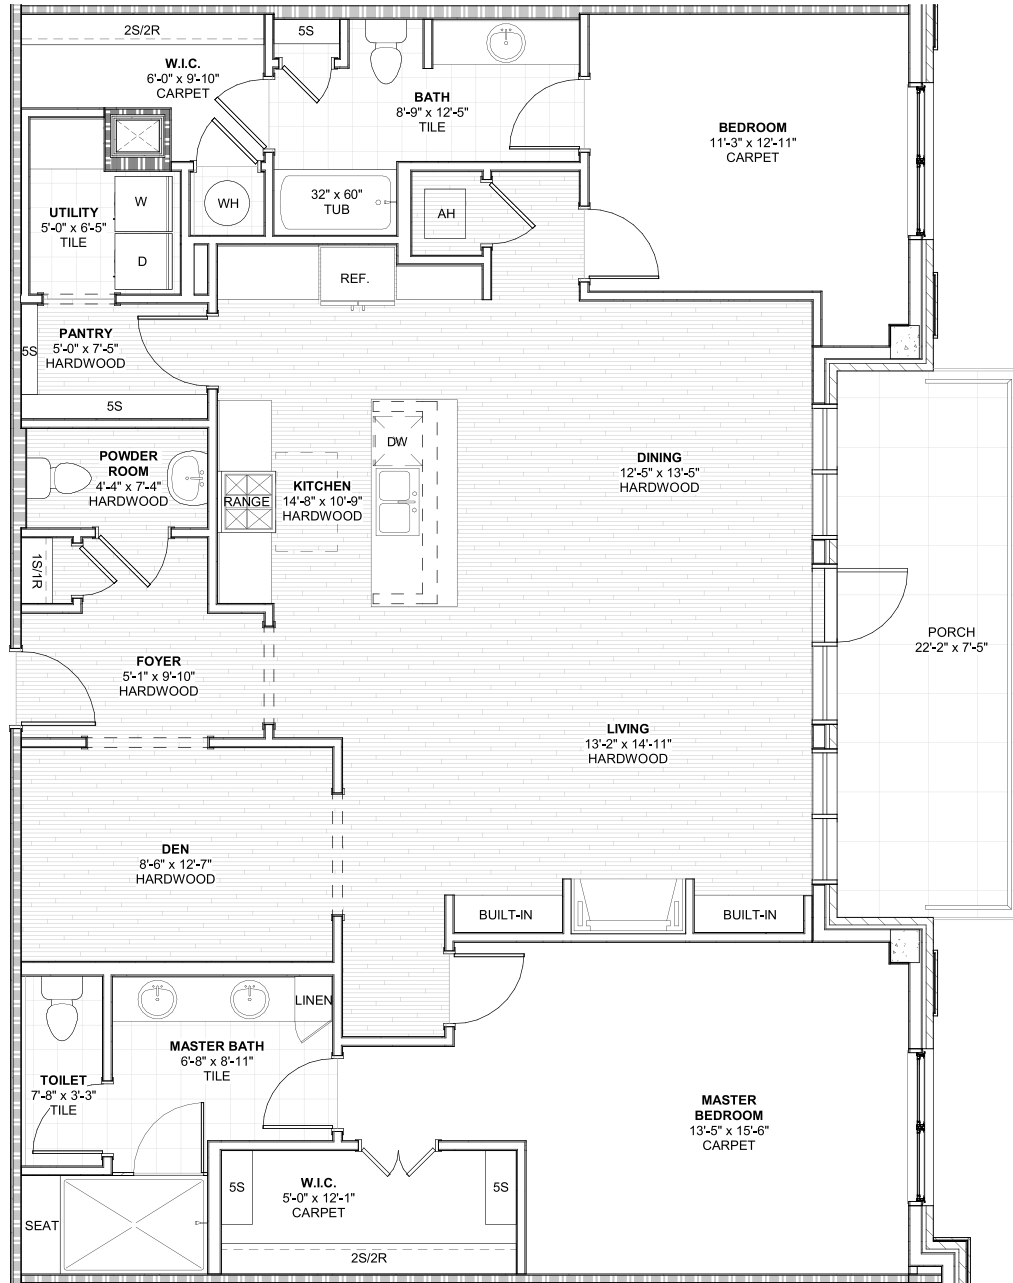 2S/2R
5S
W.I.C.
6'-0" x 9'-10"
CARPET
BATH
8'-9" x 12'-5"
TILE
BEDROOM
11'-3" x 12'-11"
CARPET
UTILITY
5'-0" x 6'-5"
TILE
W
D
WH
32" x 60"
TUB
AH
REF.
PANTRY
5'-0" x 7'-5"
HARDWOOD
5S
5S
POWDER
ROOM
4'-4" x 7'-4"
HARDWOOD
RANGE
KITCHEN
14'-8" x 10'-9"
HARDWOOD
DW
DINING
12'-5" x 13'-5"
HARDWOOD
1S/1R
FOYER
5'-1" x 9'-10"
HARDWOOD
PORCH
22'-2" x 7'-5"
LIVING
13'-2" x 14'-11"
HARDWOOD
DEN
8'-6" x 12'-7"
HARDWOOD
BUILT-IN
BUILT-IN
LINEN
MASTER BATH
6'-8" x 8'-11"
TILE
TOILET
7'-8" x 3'-3"
TILE
MASTER
BEDROOM
13'-5" x 15'-6"
CARPET
SEAT
5S
W.I.C.
5'-0" x 12'-1"
CARPET
5S
2S/2R